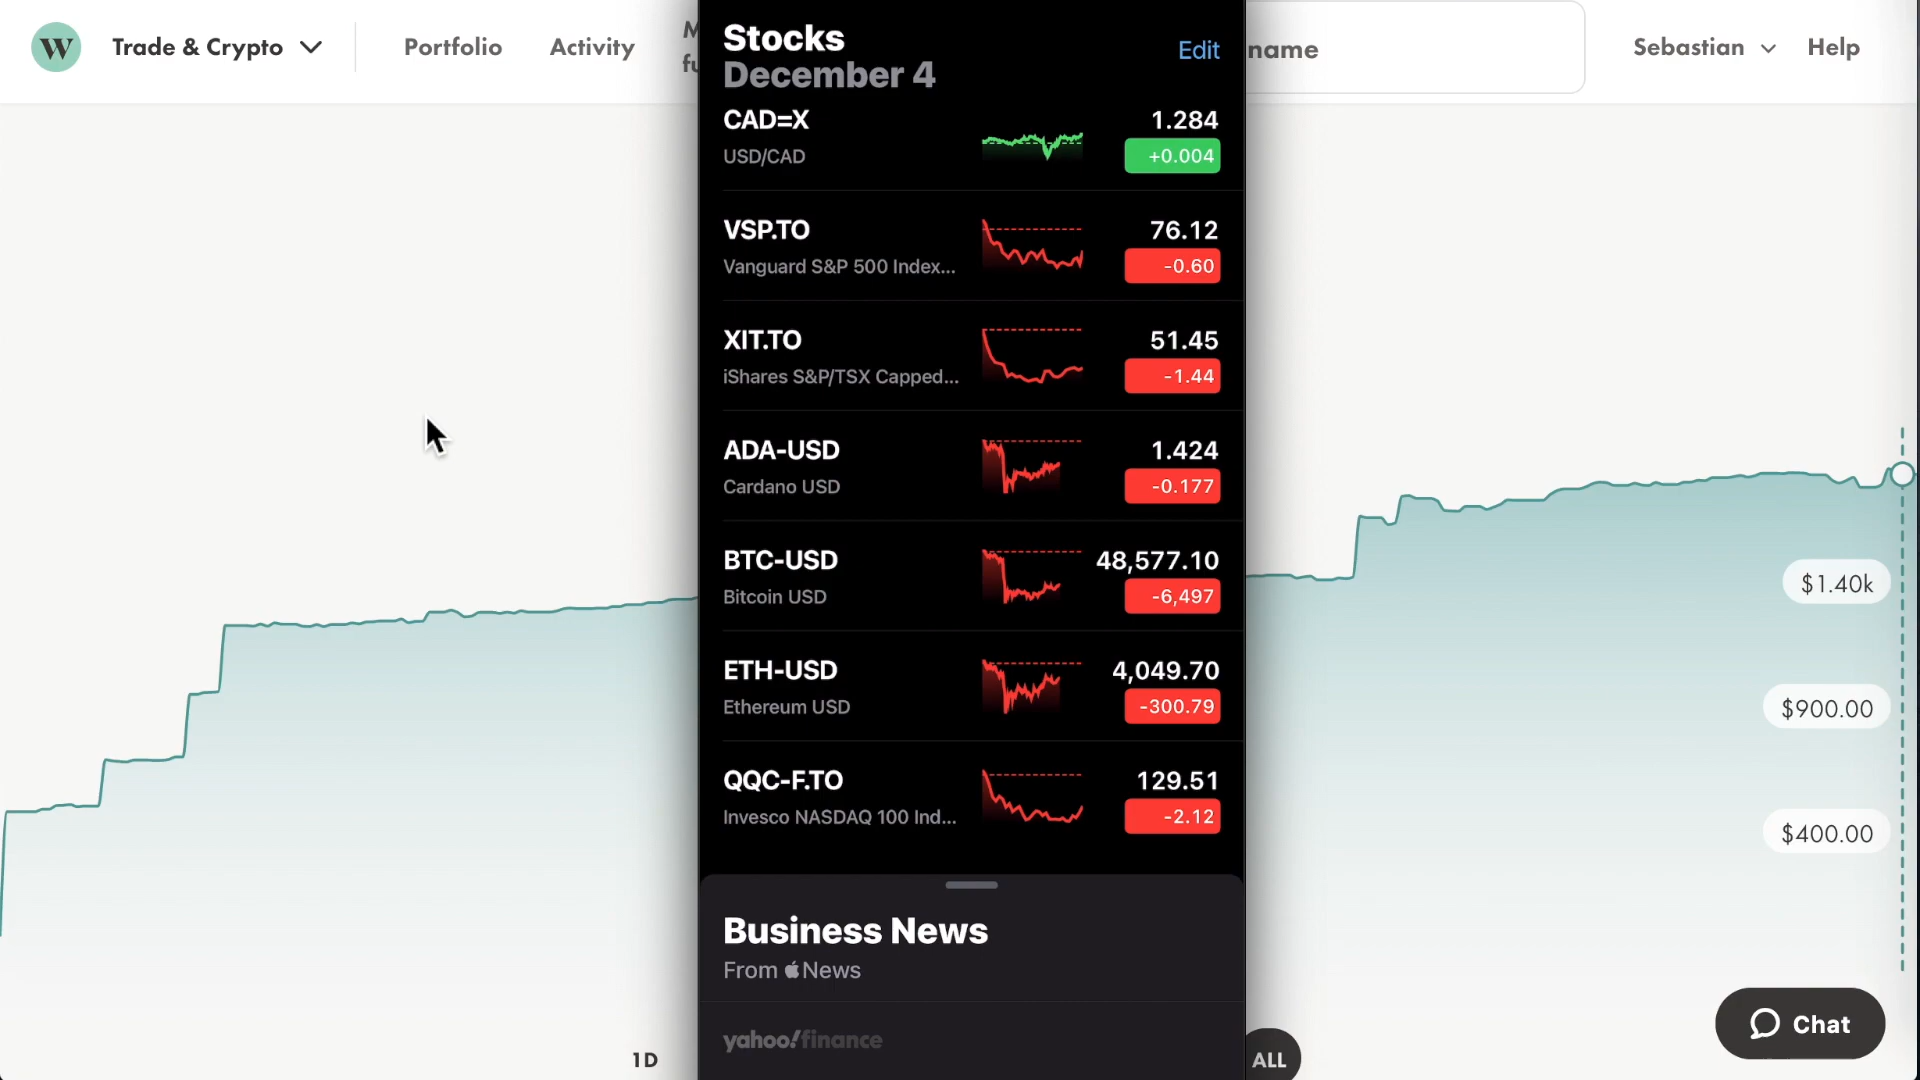 W
Trade & Crypto
Portfolio
Activity
name
Sebastian
Help
Stocks
December 4
Edit
CAD=X
1.284
USD/CAD
+0.004
VSP.TO
76.12
Vanguard S&P 500 Index...
-0.60
XIT.TO
51.45
iShares S&P/TSX Capped...
-1.44
ADA-USD
1.424
Cardano USD
-0.177
BTC-USD
48,577.10
Bitcoin USD
-6,497
ETH-USD
4,049.70
Ethereum USD
-300.79
QQC-F.TO
129.51
Invesco NASDAQ 100 Ind...
-2.12
$1.40k
$900.00
$400.00
Business News
From News
yahoo!finance
1D
ALL
Chat